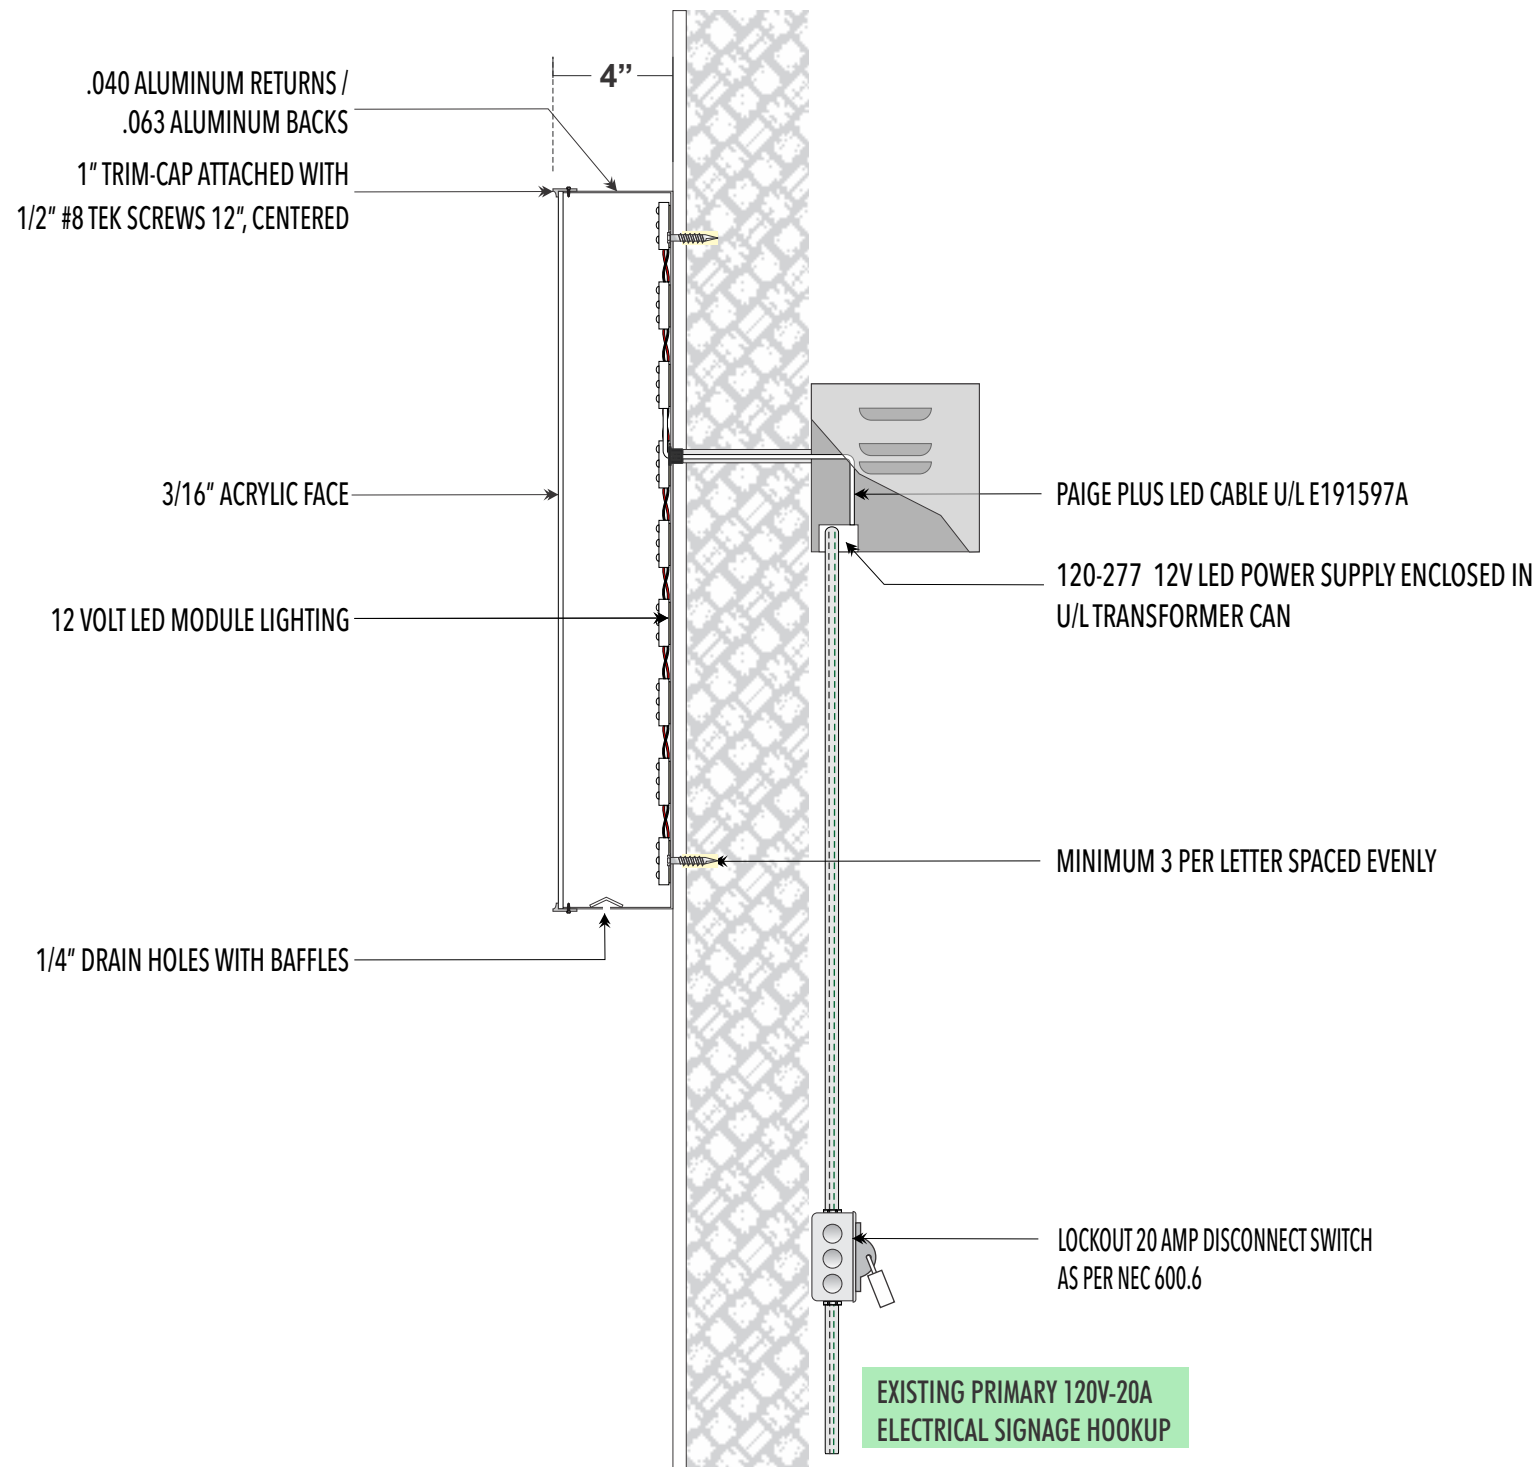 .040 ALUMINUM RETURNS /
.063 ALUMINUM BACKS
4”
1" TRIM-CAP ATTACHED WITH
1/2" #8 TEK SCREWS 12", CENTERED
3/16" ACRYLIC FACE
12 VOLT LED MODULE LIGHTING
1/4" DRAIN HOLES WITH BAFFLES
PAIGE PLUS LED CABLE U/L E191597A
120-277 12V LED POWER SUPPLY ENCLOSED IN
U/L TRANSFORMER CAN
MINIMUM 3 PER LETTER SPACED EVENLY
LOCKOUT 20 AMP DISCONNECT SWITCH
AS PER NEC 600.6
EXISTING PRIMARY 120V-20A
ELECTRICAL SIGNAGE HOOKUP